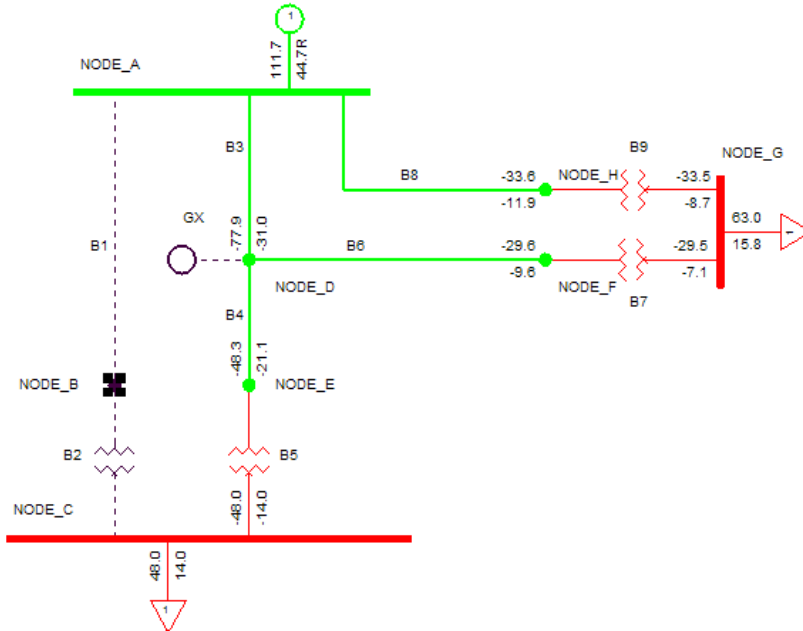 1
111.7
44.7R
NODE_A
B3
B8
B9
NODE_G
-33.6
NODE_H
-33.5
-11.9
-8.7
63.0
15.8
1
GX
-77.9
-31.0
B1
B6
-29.6
-29.5
-9.6
NODE_F
-7.1
NODE_D
B7
B4
-48.3
-21.1
NODE_B
NODE_E
B2
B5
NODE_C
-48.0
-14.0
48.0
14.0
1